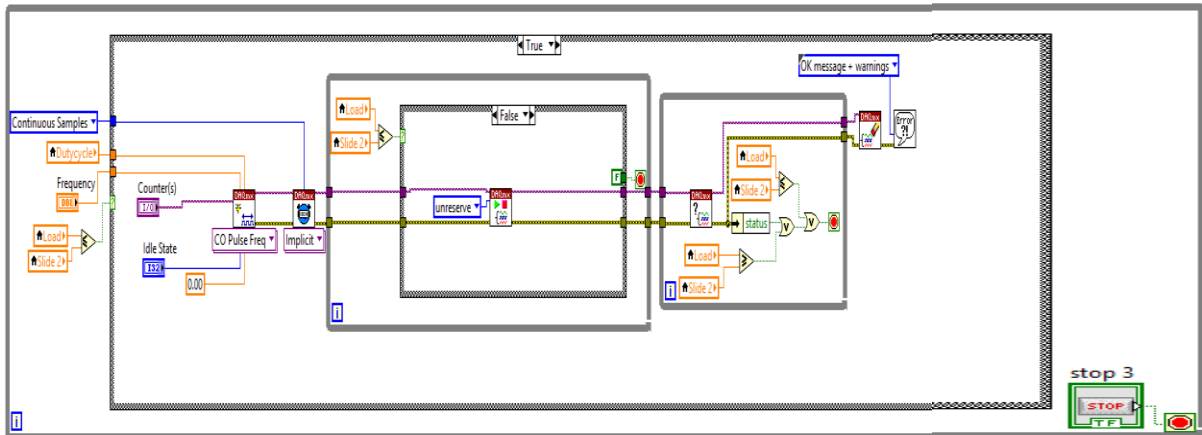 True
OK message + warnings
Load
Slide 2
False
Continuous Samples
DAQmx
Error
?!
Dutycycle
Load
Slide 2
F
Frequency
DBL
Counter(s)
I/O
DAQmx
DAQmx
unreserve
DAQmx
DAQmx
?
status
V
V
Load
Slide 2
CO Pulse Freq
Implicit
Load
Slide 2
Idle State
I32
0.00
i
i
stop 3
STOP
TF
i